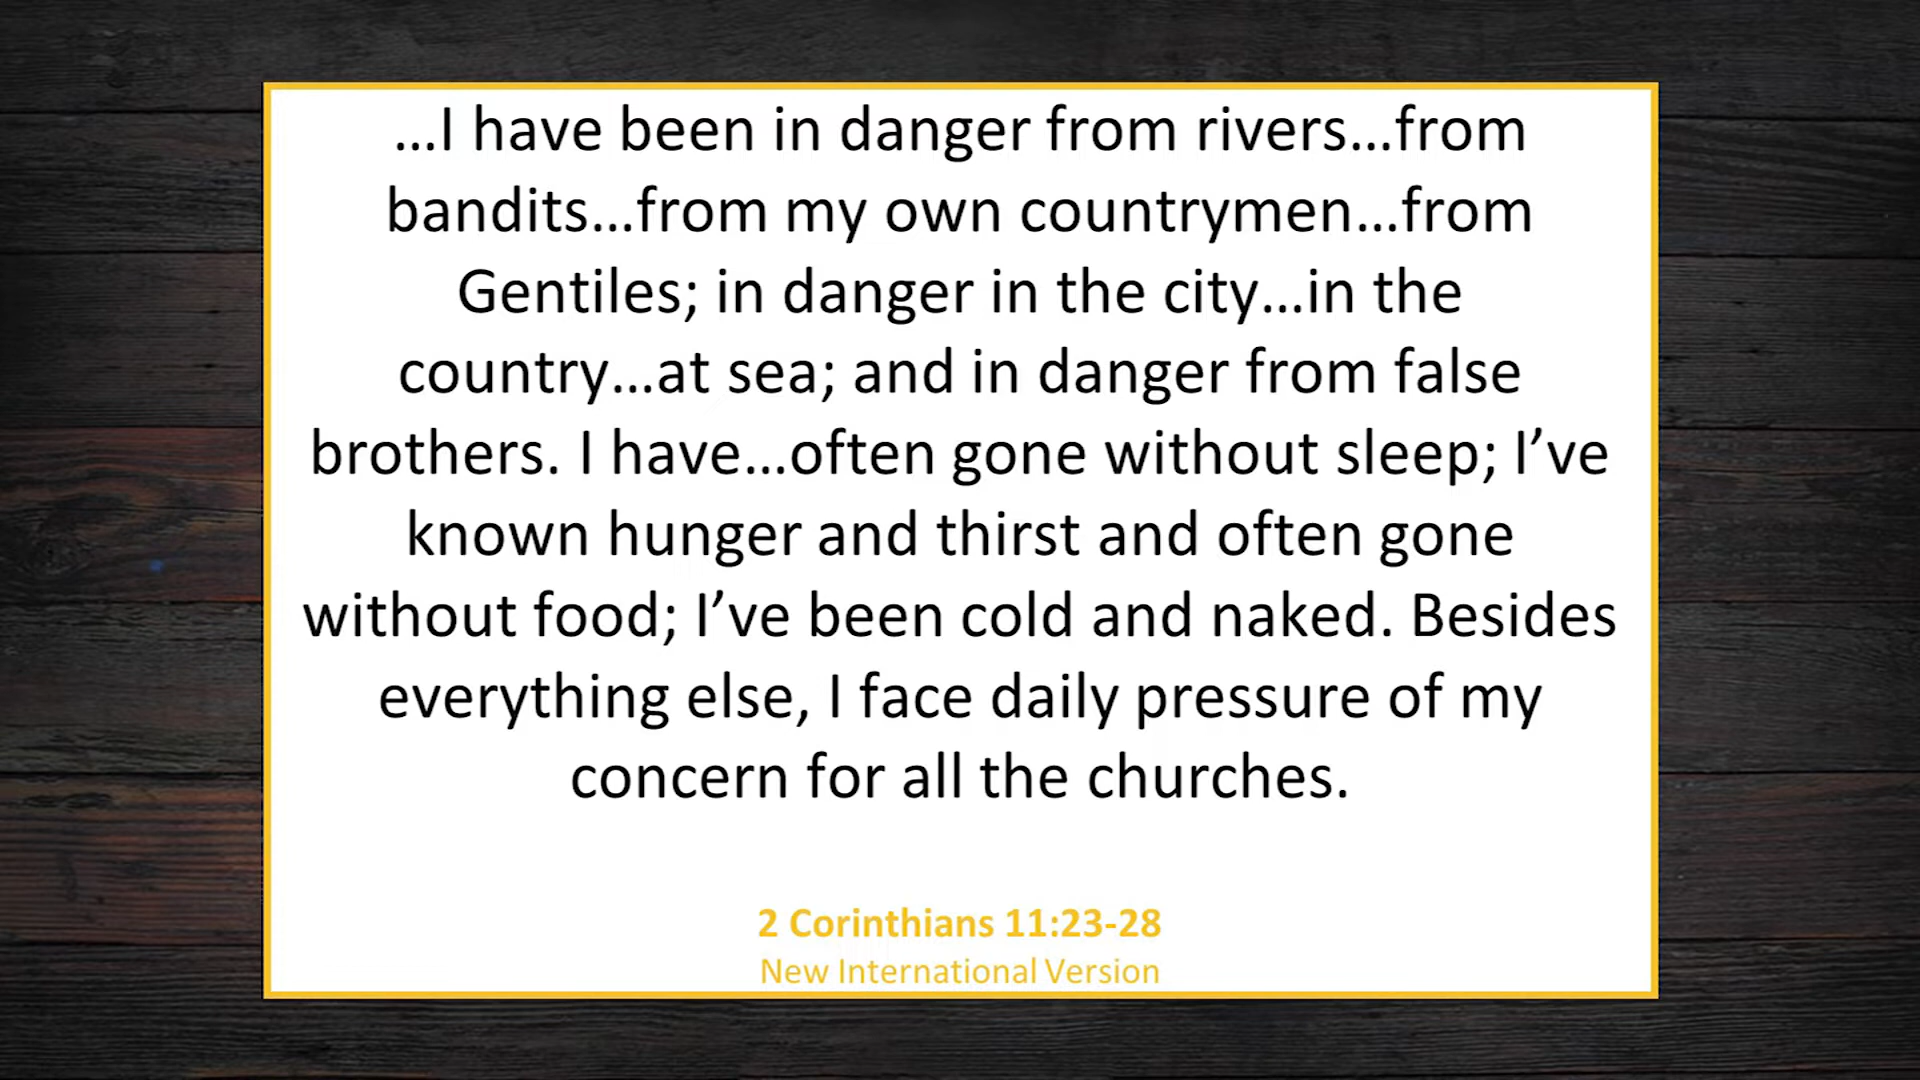 …I have been in danger from rivers…from
bandits…from my own countrymen…from
Gentiles; in danger in the city…in the
country…at sea; and in danger from false
brothers. I have…often gone without sleep; I’ve
known hunger and thirst and often gone
without food; I’ve been cold and naked. Besides
everything else, I face daily pressure of my
concern for all the churches.
2 Corinthians 11:23-28
New International Version